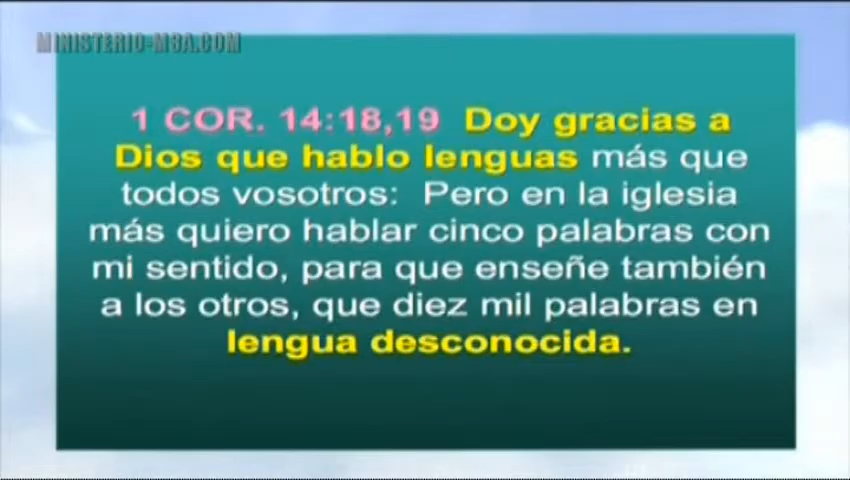 MINISTERIO-M3A.COM
1 COR. 14:18,19 Doy gracias a
Dios que hablo lenguas más que
todos vosotros: Pero en la iglesia
más quiero hablar cinco palabras con
mi sentido, para que enseñe también
a los otros, que diez mil palabras en
lengua desconocida.